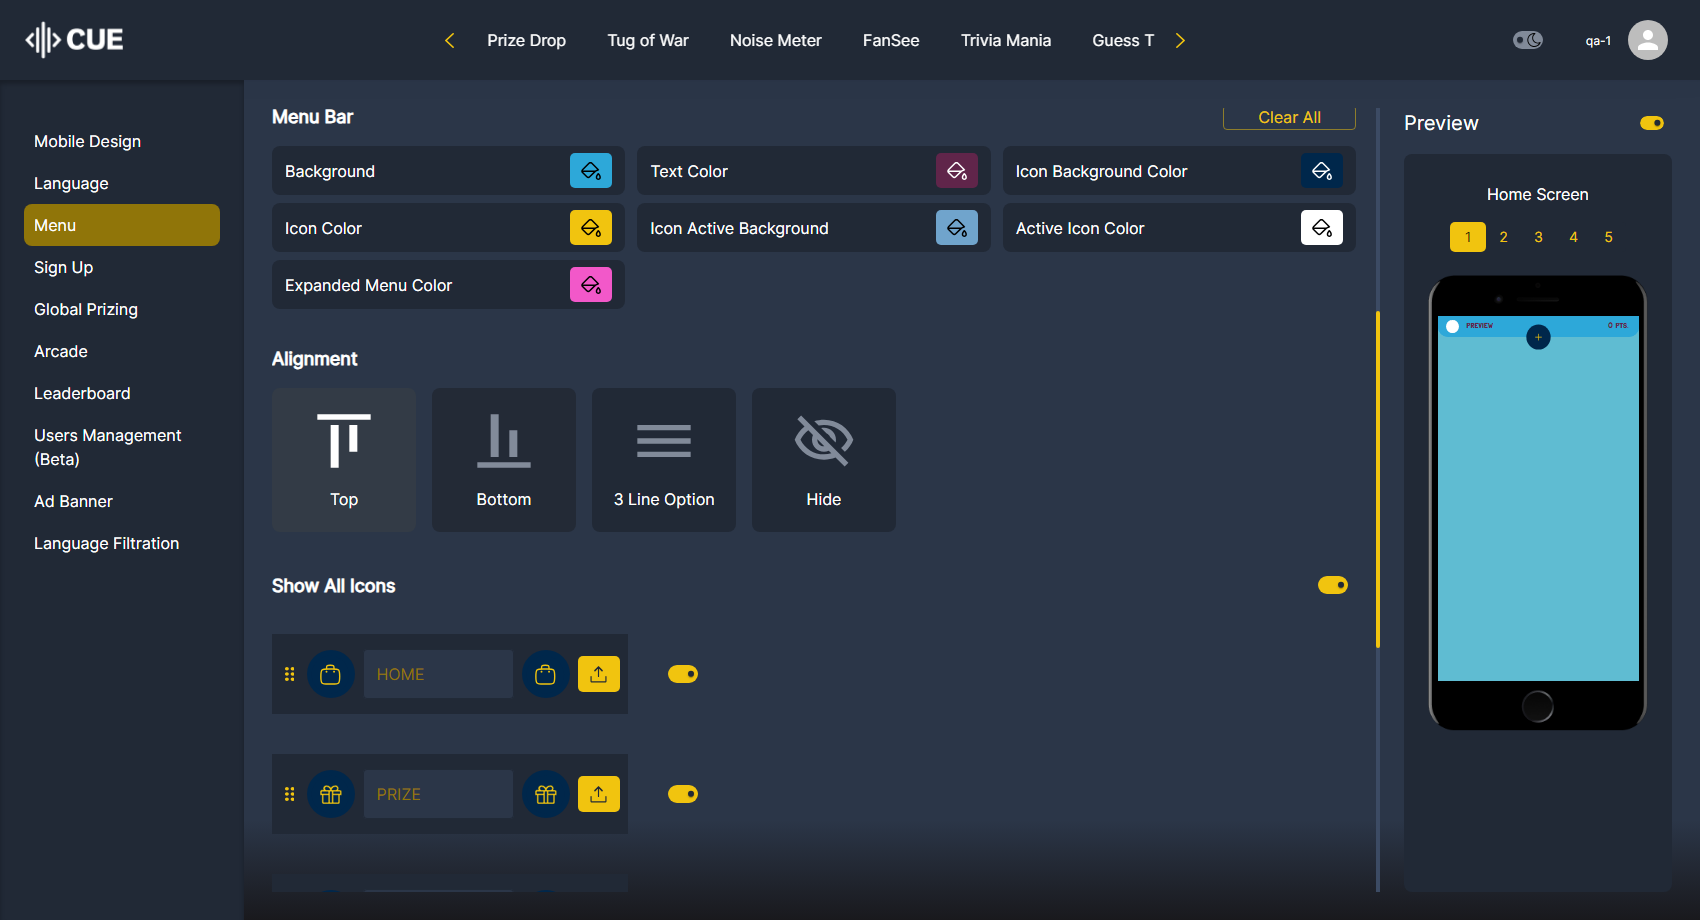 CUE
Prize Drop
Tug of War
Noise Meter
FanSee
Trivia Mania
Guess T
qa-1
Mobile Design
Language
Menu
Sign Up
Global Prizing
Arcade
Leaderboard
Users Management
(Beta)
Ad Banner
Language Filtration
Menu Bar
Clear All
Background
Text Color
Icon Background Color
Icon Color
Icon Active Background
Active Icon Color
Expanded Menu Color
Alignment
Top
Bottom
3 Line Option
Hide
Show All Icons
HOME
PRIZE
Preview
Home Screen
1 2 3 4 5
PREVIEW
0 PTS